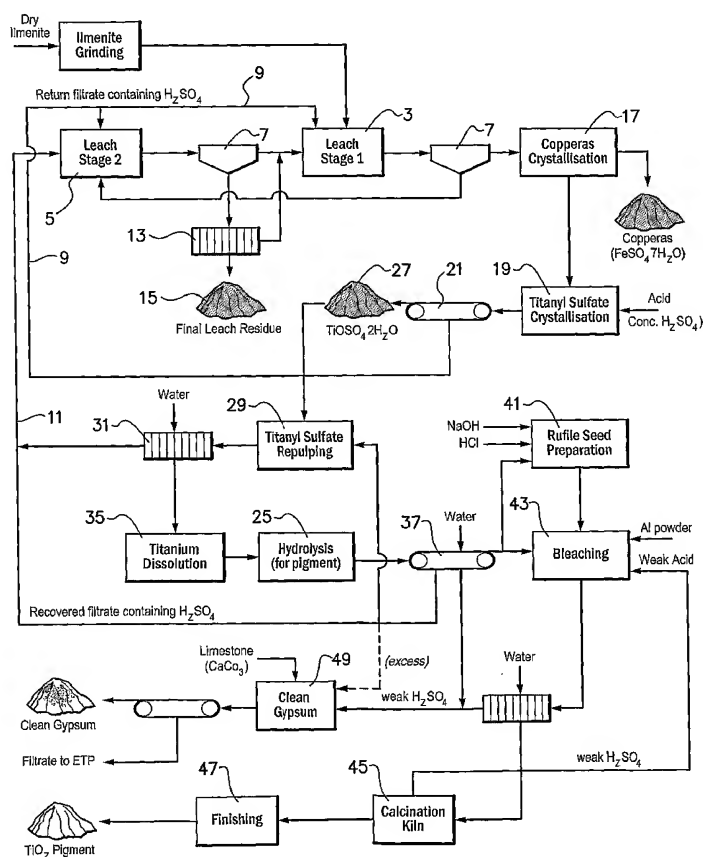 Dry
ilmenite
Ilmenite
Grinding
Return filtrate containing H2SO4
9
3
17
Leach
Stage 2
7
Leach
Stage 1
7
Copperas
Crystallisation
5
13
Copperas
(FeSO4 7H2O)
9
15
Final Leach Residue
27
TiOSO4 2H2O
21
19
Titanyl Sulfate
Crystallisation
Acid
Conc. H2SO4)
11
Water
31
29
Titanyl Sulfate
Repulping
NaOH
HCl
41
Rufile Seed
Preparation
35
Titanium
Dissolution
25
Hydrolysis
(for pigment)
37
Water
43
Bleaching
Al powder
Weak Acid
Recovered filtrate containing H2SO4
Limestone
(CaCo3)
49
(excess)
Water
Clean
Gypsum
weak H2SO4
Clean Gypsum
Filtrate to ETP
weak H2SO4
47
Finishing
45
Calcination
Kiln
TiO2 Pigment